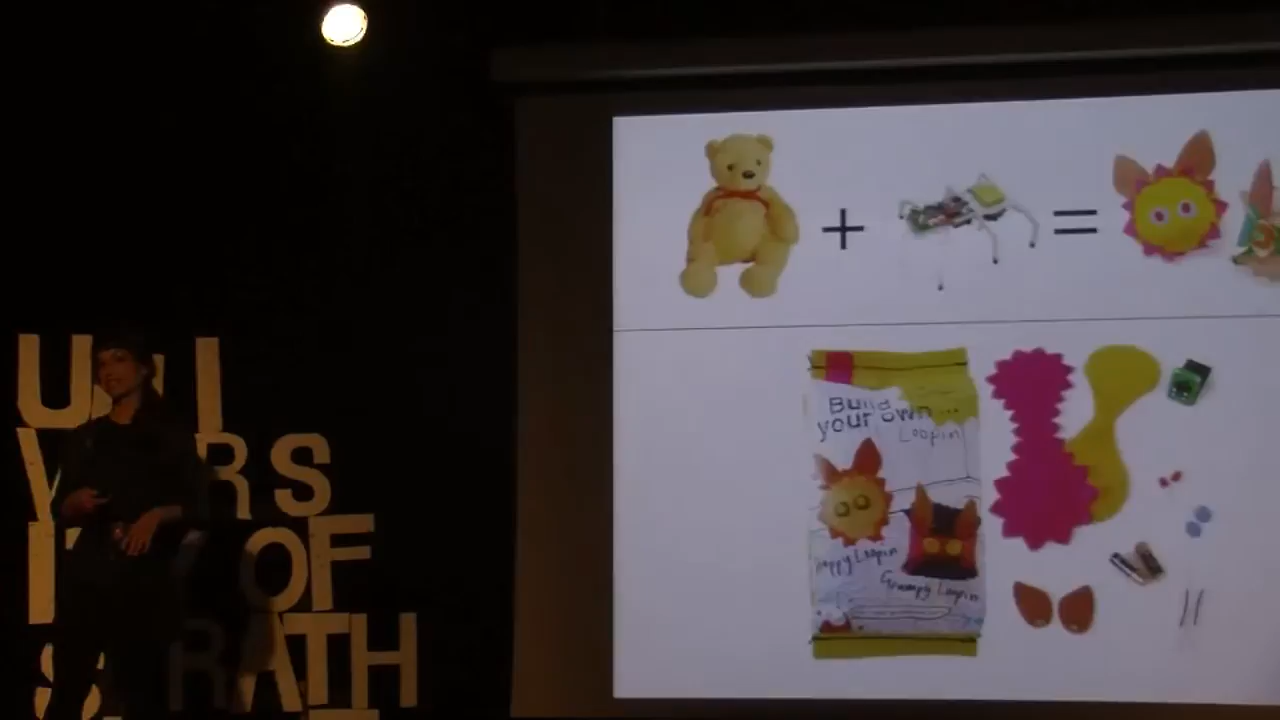 + =
Build
your own ...
Loopin
Happy Loopin
Grumpy Loopin
U I
Y RS
OF
RATH